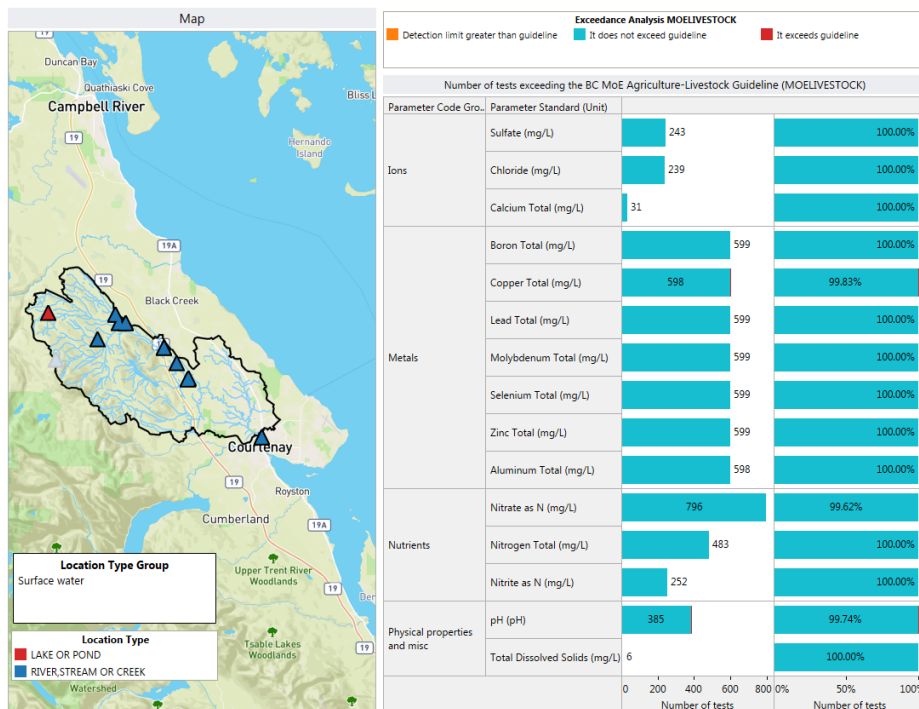 Map
Duncan Bay
Quathiaski Cove
Campbell River
19
Bliss L
Hernando
Island
19A
19
Black Creek
19
Courtenay
19
Royston
Cumberland
19A
Upper Trent River
Woodlands
Den
19
Tsable Lakes
Woodlands
Watershed
Location Type Group
Surface water
Location Type
LAKE OR POND
RIVER,STREAM OR CREEK
Exceedance Analysis MOELIVESTOCK
Detection limit greater than guideline
It does not exceed guideline
It exceeds guideline
Number of tests exceeding the BC MoE Agriculture-Livestock Guideline (MOELIVESTOCK)
Parameter Code Gro.. Parameter Standard (Unit)
Ions
Sulfate (mg/L) 243 100.00%
Chloride (mg/L) 239 100.00%
Calcium Total (mg/L) 31 100.00%
Metals
Boron Total (mg/L) 599 100.00%
Copper Total (mg/L) 598 99.83%
Lead Total (mg/L) 599 100.00%
Molybdenum Total (mg/L) 599 100.00%
Selenium Total (mg/L) 599 100.00%
Zinc Total (mg/L) 599 100.00%
Aluminum Total (mg/L) 598 100.00%
Nutrients
Nitrate as N (mg/L) 796 99.62%
Nitrogen Total (mg/L) 483 100.00%
Nitrite as N (mg/L) 252 100.00%
Physical properties
and misc
pH (pH) 385 99.74%
Total Dissolved Solids (mg/L) 6 100.00%
0 200 400 600 800 0% 50% 100%
Number of tests Number of tests